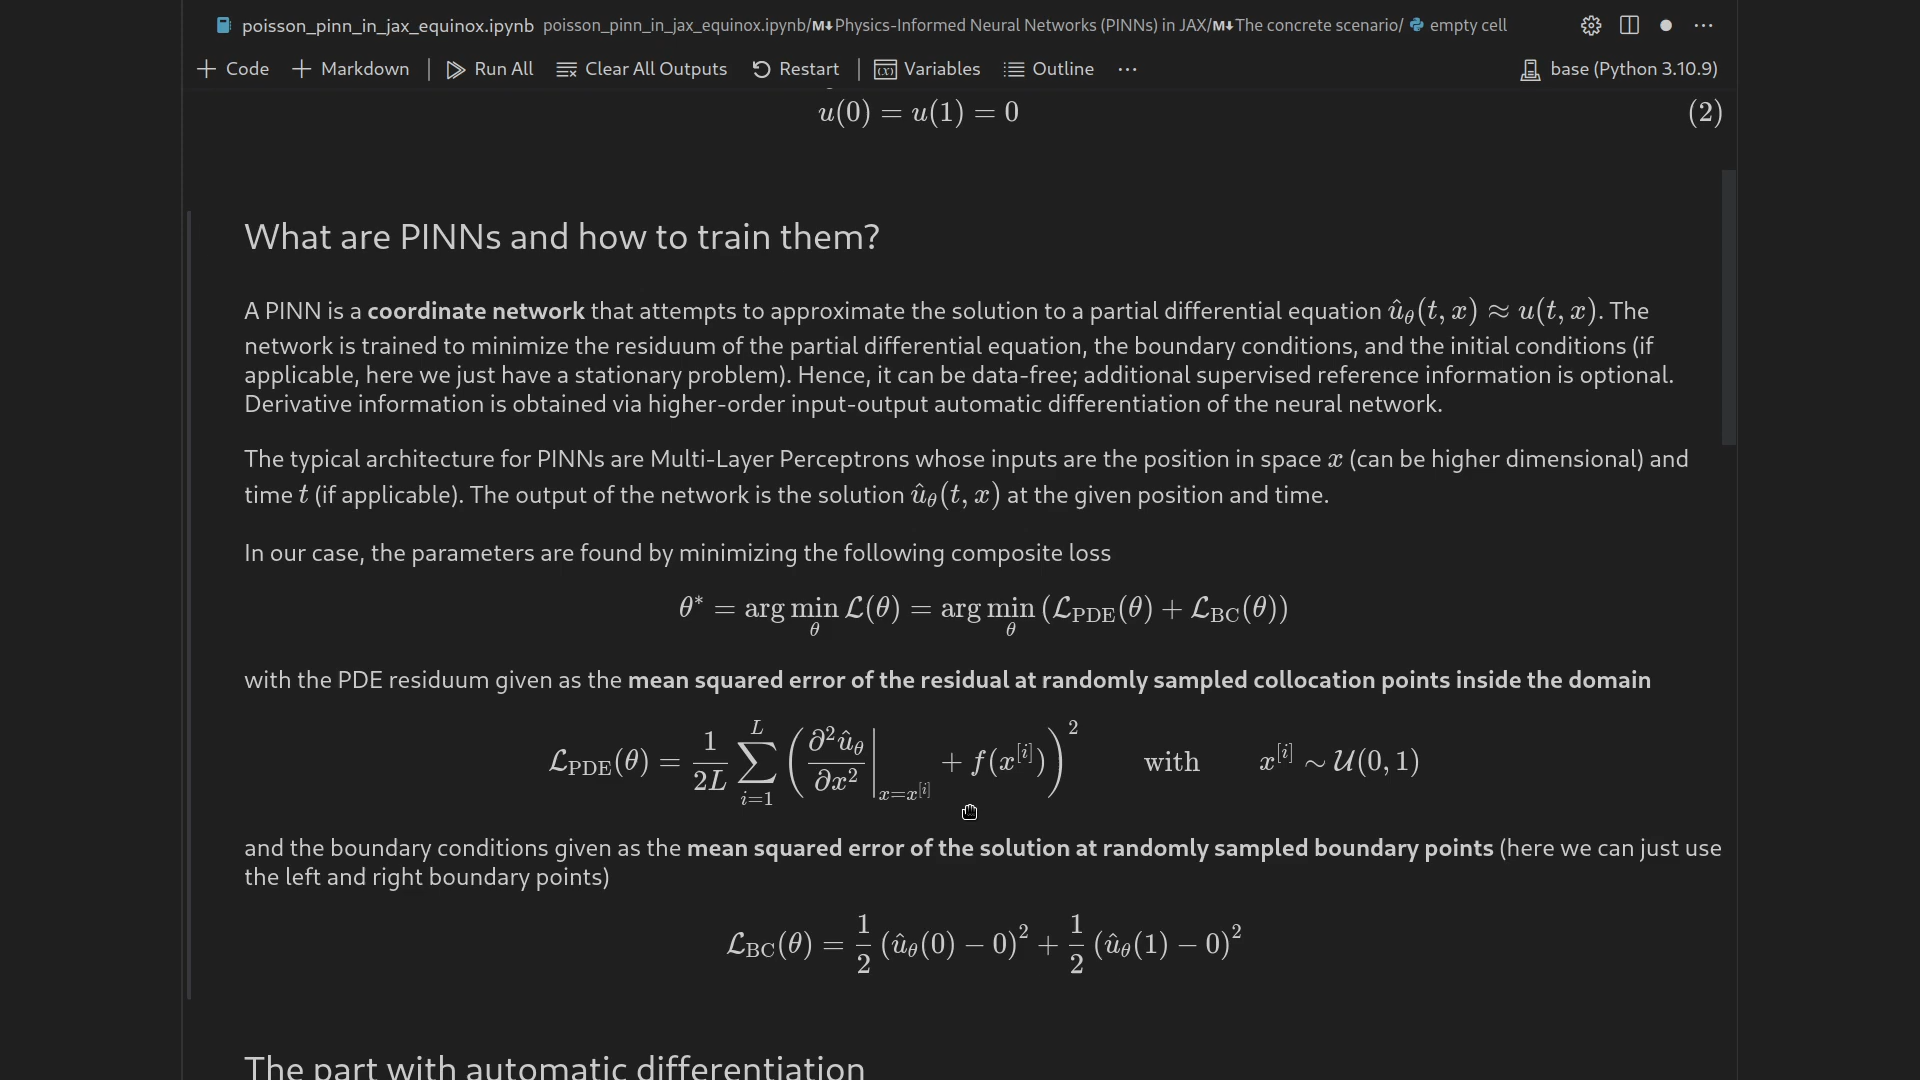 poisson_pinn_in_jax_equinox.ipynb poisson_pinn_in_jax_equinox.ipynb/M↓Physics-Informed Neural Networks (PINNs) in JAX/M↓The concrete scenario/ empty cell ···
+ Code + Markdown | Run All Clear All Outputs Restart | (x) Variables Outline ··· base (Python 3.10.9)
u(0) = u(1) = 0 (2)
What are PINNs and how to train them?
A PINN is a coordinate network that attempts to approximate the solution to a partial differential equation û_θ(t, x) ≈ u(t, x). The
network is trained to minimize the residuum of the partial differential equation, the boundary conditions, and the initial conditions (if
applicable, here we just have a stationary problem). Hence, it can be data-free; additional supervised reference information is optional.
Derivative information is obtained via higher-order input-output automatic differentiation of the neural network.
The typical architecture for PINNs are Multi-Layer Perceptrons whose inputs are the position in space x (can be higher dimensional) and
time t (if applicable). The output of the network is the solution û_θ(t, x) at the given position and time.
In our case, the parameters are found by minimizing the following composite loss
θ* = arg min_θ ℒ(θ) = arg min_θ (ℒ_PDE(θ) + ℒ_BC(θ))
with the PDE residuum given as the mean squared error of the residual at randomly sampled collocation points inside the domain
ℒ_PDE(θ) = 1/2L ∑_{i=1}^{L} (∂²û_θ/∂x² |_{x=x^{[i]}} + f(x^{[i]}))² with x^{[i]} ∼ 𝒰(0, 1)
and the boundary conditions given as the mean squared error of the solution at randomly sampled boundary points (here we can just use
the left and right boundary points)
ℒ_BC(θ) = 1/2 (û_θ(0) − 0)² + 1/2 (û_θ(1) − 0)²
The part with automatic differentiation